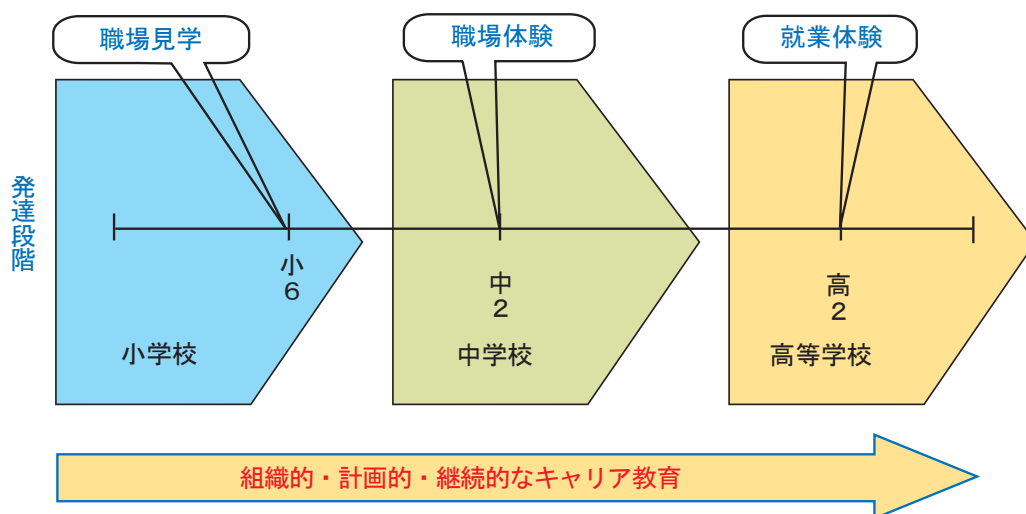 職場見学
職場体験
就業体験
発達段階
小6
中2
高2
小学校
中学校
高等学校
組織的・計画的・継続的なキャリア教育